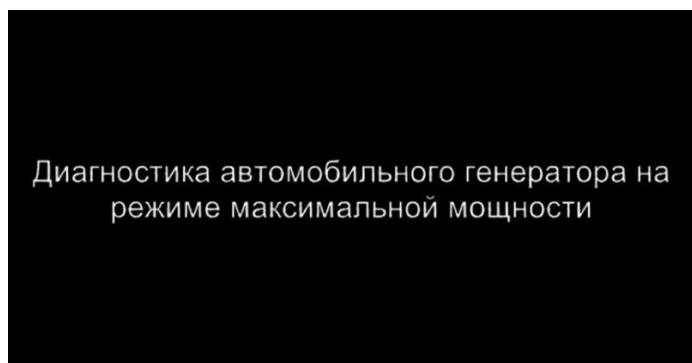 Диагностика автомобильного генератора на
режиме максимальной мощности